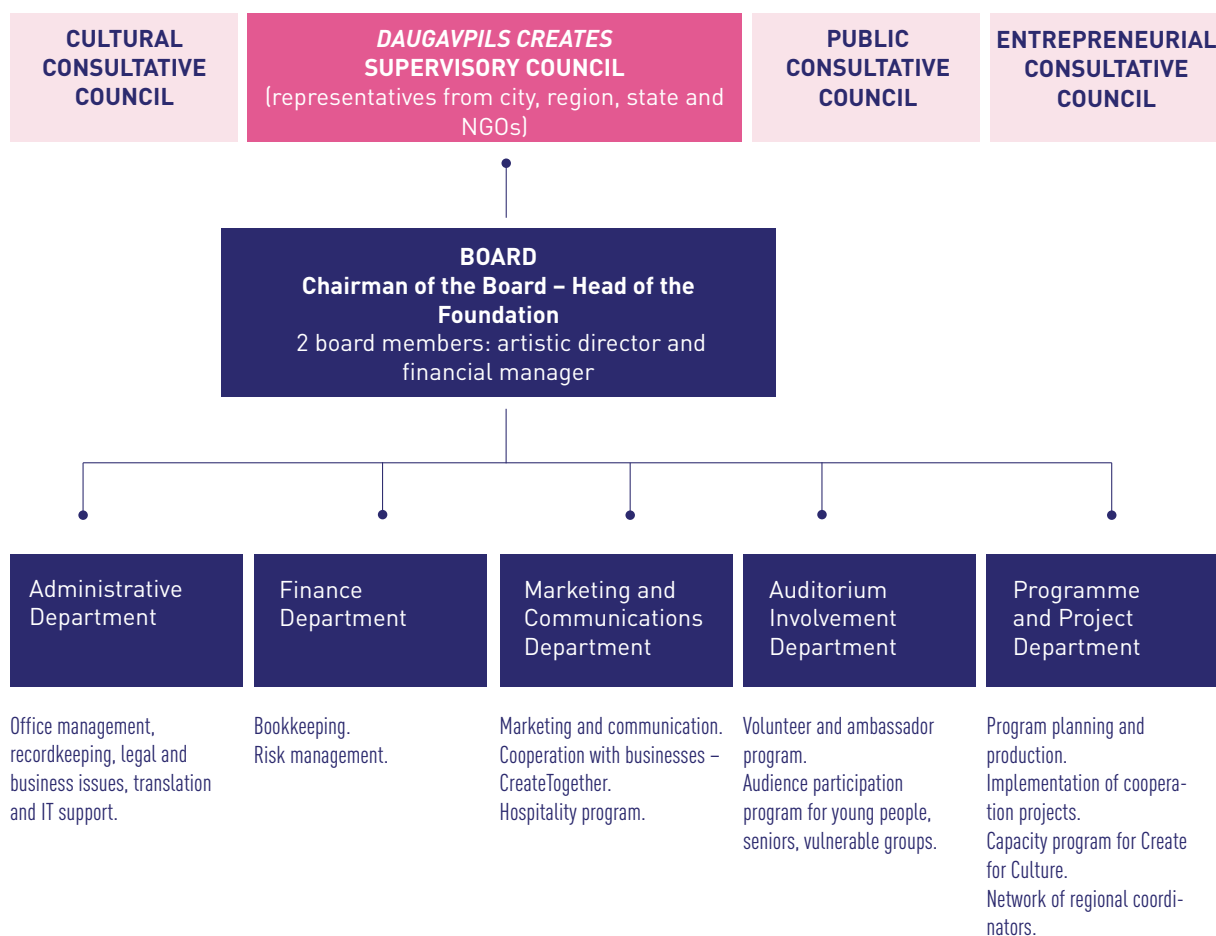 CULTURAL
CONSULTATIVE
COUNCIL
DAUGAVPILS CREATES
SUPERVISORY COUNCIL
(representatives from city, region, state and
NGOs)
PUBLIC
CONSULTATIVE
COUNCIL
ENTREPRENEURIAL
CONSULTATIVE
COUNCIL
BOARD
Chairman of the Board – Head of the
Foundation
2 board members: artistic director and
financial manager
Administrative
Department
Finance
Department
Marketing and
Communications
Department
Auditorium
Involvement
Department
Programme
and Project
Department
Office management,
recordkeeping, legal and
business issues, translation
and IT support.
Bookkeeping.
Risk management.
Marketing and communication.
Cooperation with businesses –
CreateTogether.
Hospitality program.
Volunteer and ambassador
program.
Audience participation
program for young people,
seniors, vulnerable groups.
Program planning and
production.
Implementation of coopera-
tion projects.
Capacity program for Create
for Culture.
Network of regional coordi-
nators.